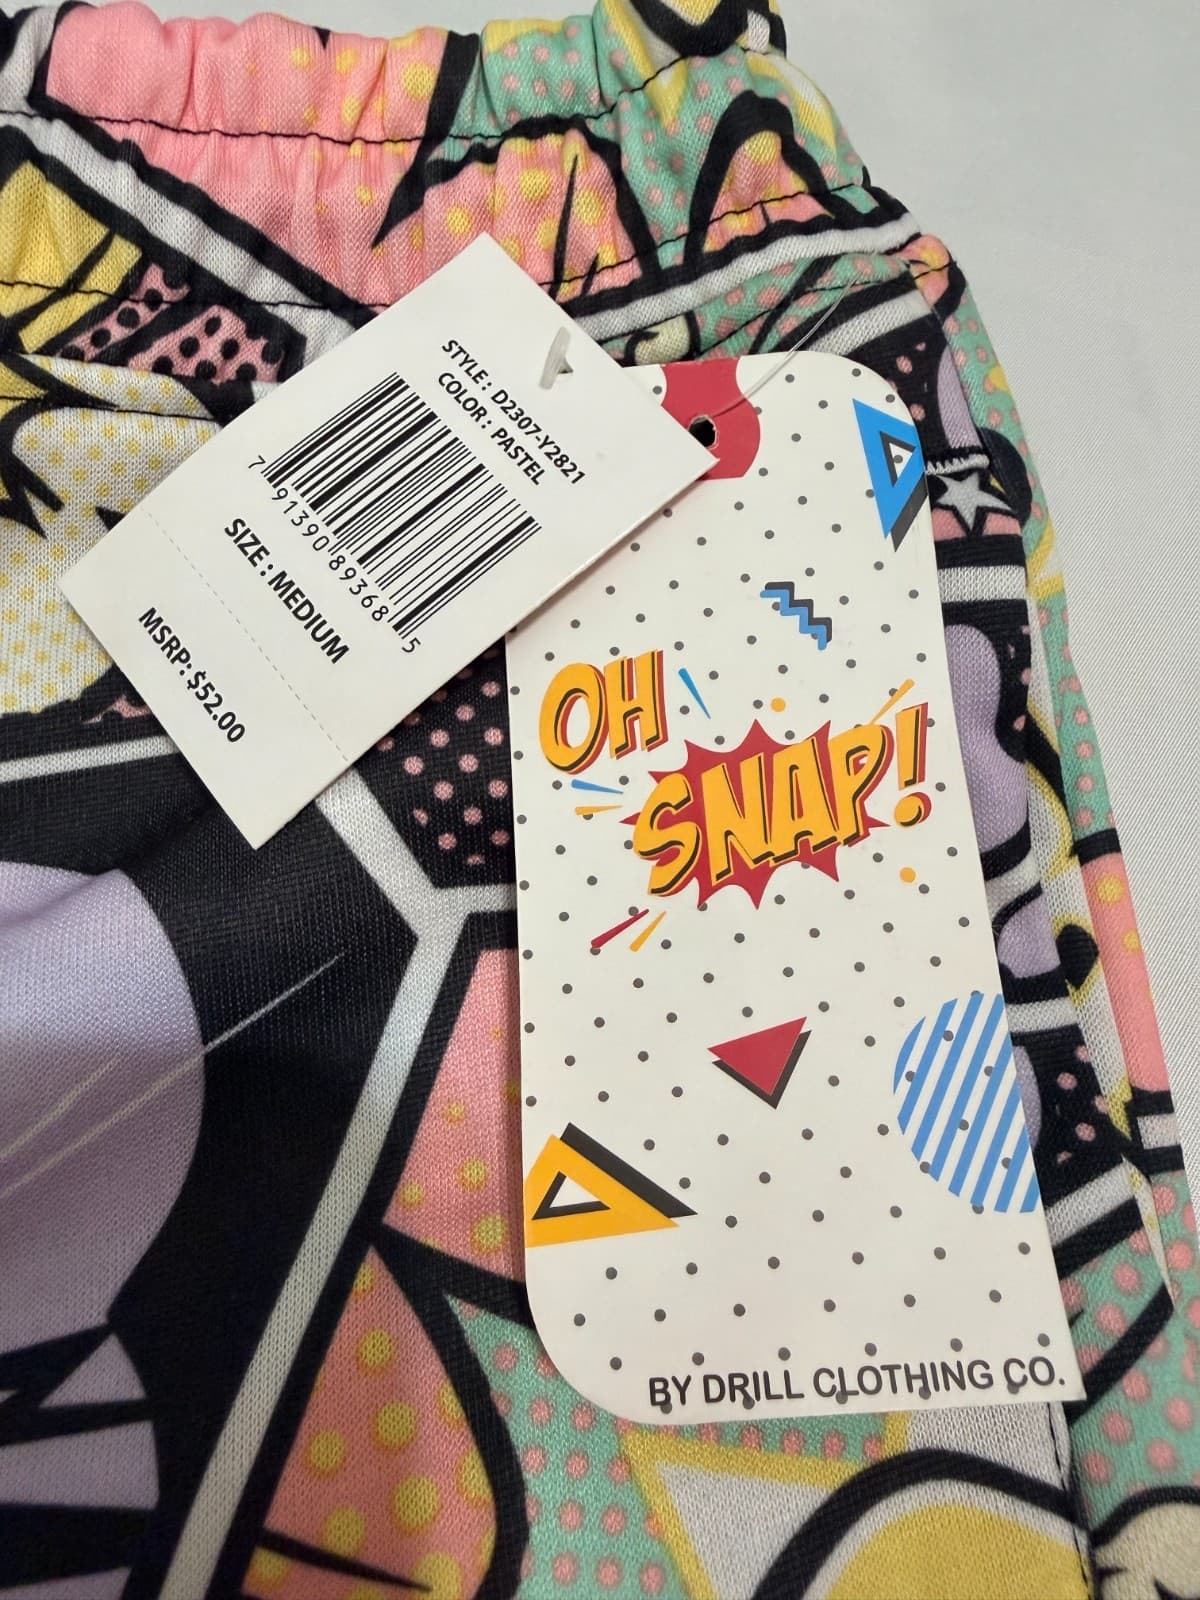 STYLE : D2307-Y2821
COLOR : PASTEL
7 91390 89368 5
SIZE : MEDIUM
MSRP: $52.00
OH
SNAP!
BY DRILL CLOTHING CO.